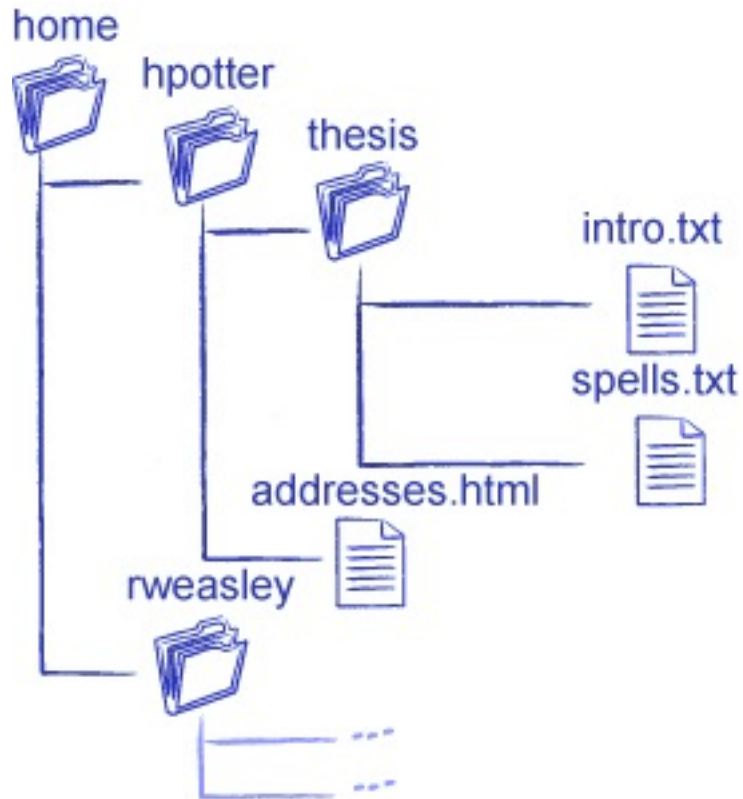 home
hpotter
thesis
intro.txt
spells.txt
addresses.html
rweasley